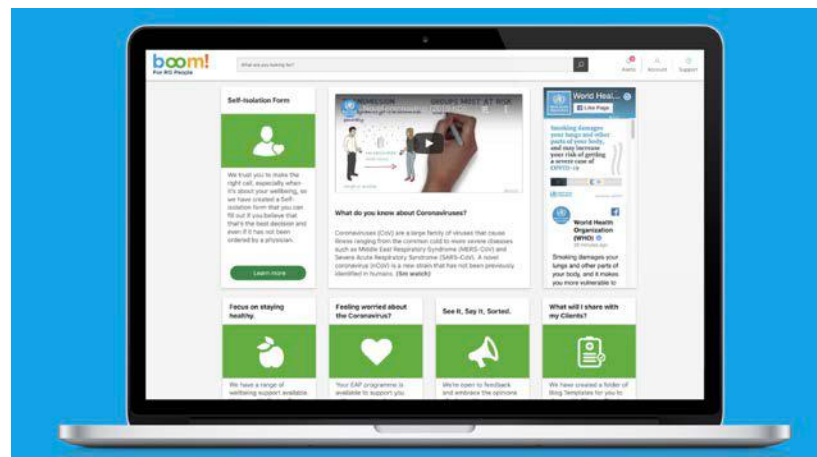 boom!
For RG People
What are you looking for?
Alerts
Account
Support
Self-Isolation Form
We trust you to make the
right call, especially when
it's about your wellbeing, so
we have created a Self-
isolation form that you can
fill out if you believe that
that's the best decision and
even if it has not been
ordered by a physician.
Learn more
GROUPS MOST AT RISK
What do you know about Coronaviruses?
Coronaviruses (CoV) are a large family of viruses that cause
illness ranging from the common cold to more severe diseases
such as Middle East Respiratory Syndrome (MERS-CoV) and
Severe Acute Respiratory Syndrome (SARS-CoV). A novel
coronavirus (nCoV) is a new strain that has not been previously
identified in humans. (5m watch)
World Heal...
Like Page
Smoking damages
your lungs and other
parts of your body,
and may increase
your risk of getting
a severe case of
COVID-19
World Health
Organization
(WHO)
Smoking damages your
lungs and other parts of
your body, and it makes
you more vulnerable to
Focus on staying
healthy.
We have a range of
wellbeing support available
Feeling worried about
the Coronavirus?
Your EAP programme is
available to support you
See It, Say It, Sorted.
We're open to feedback
and embrace the opinions
What will I share with
my Clients?
We have created a folder of
Blog Templates for you to